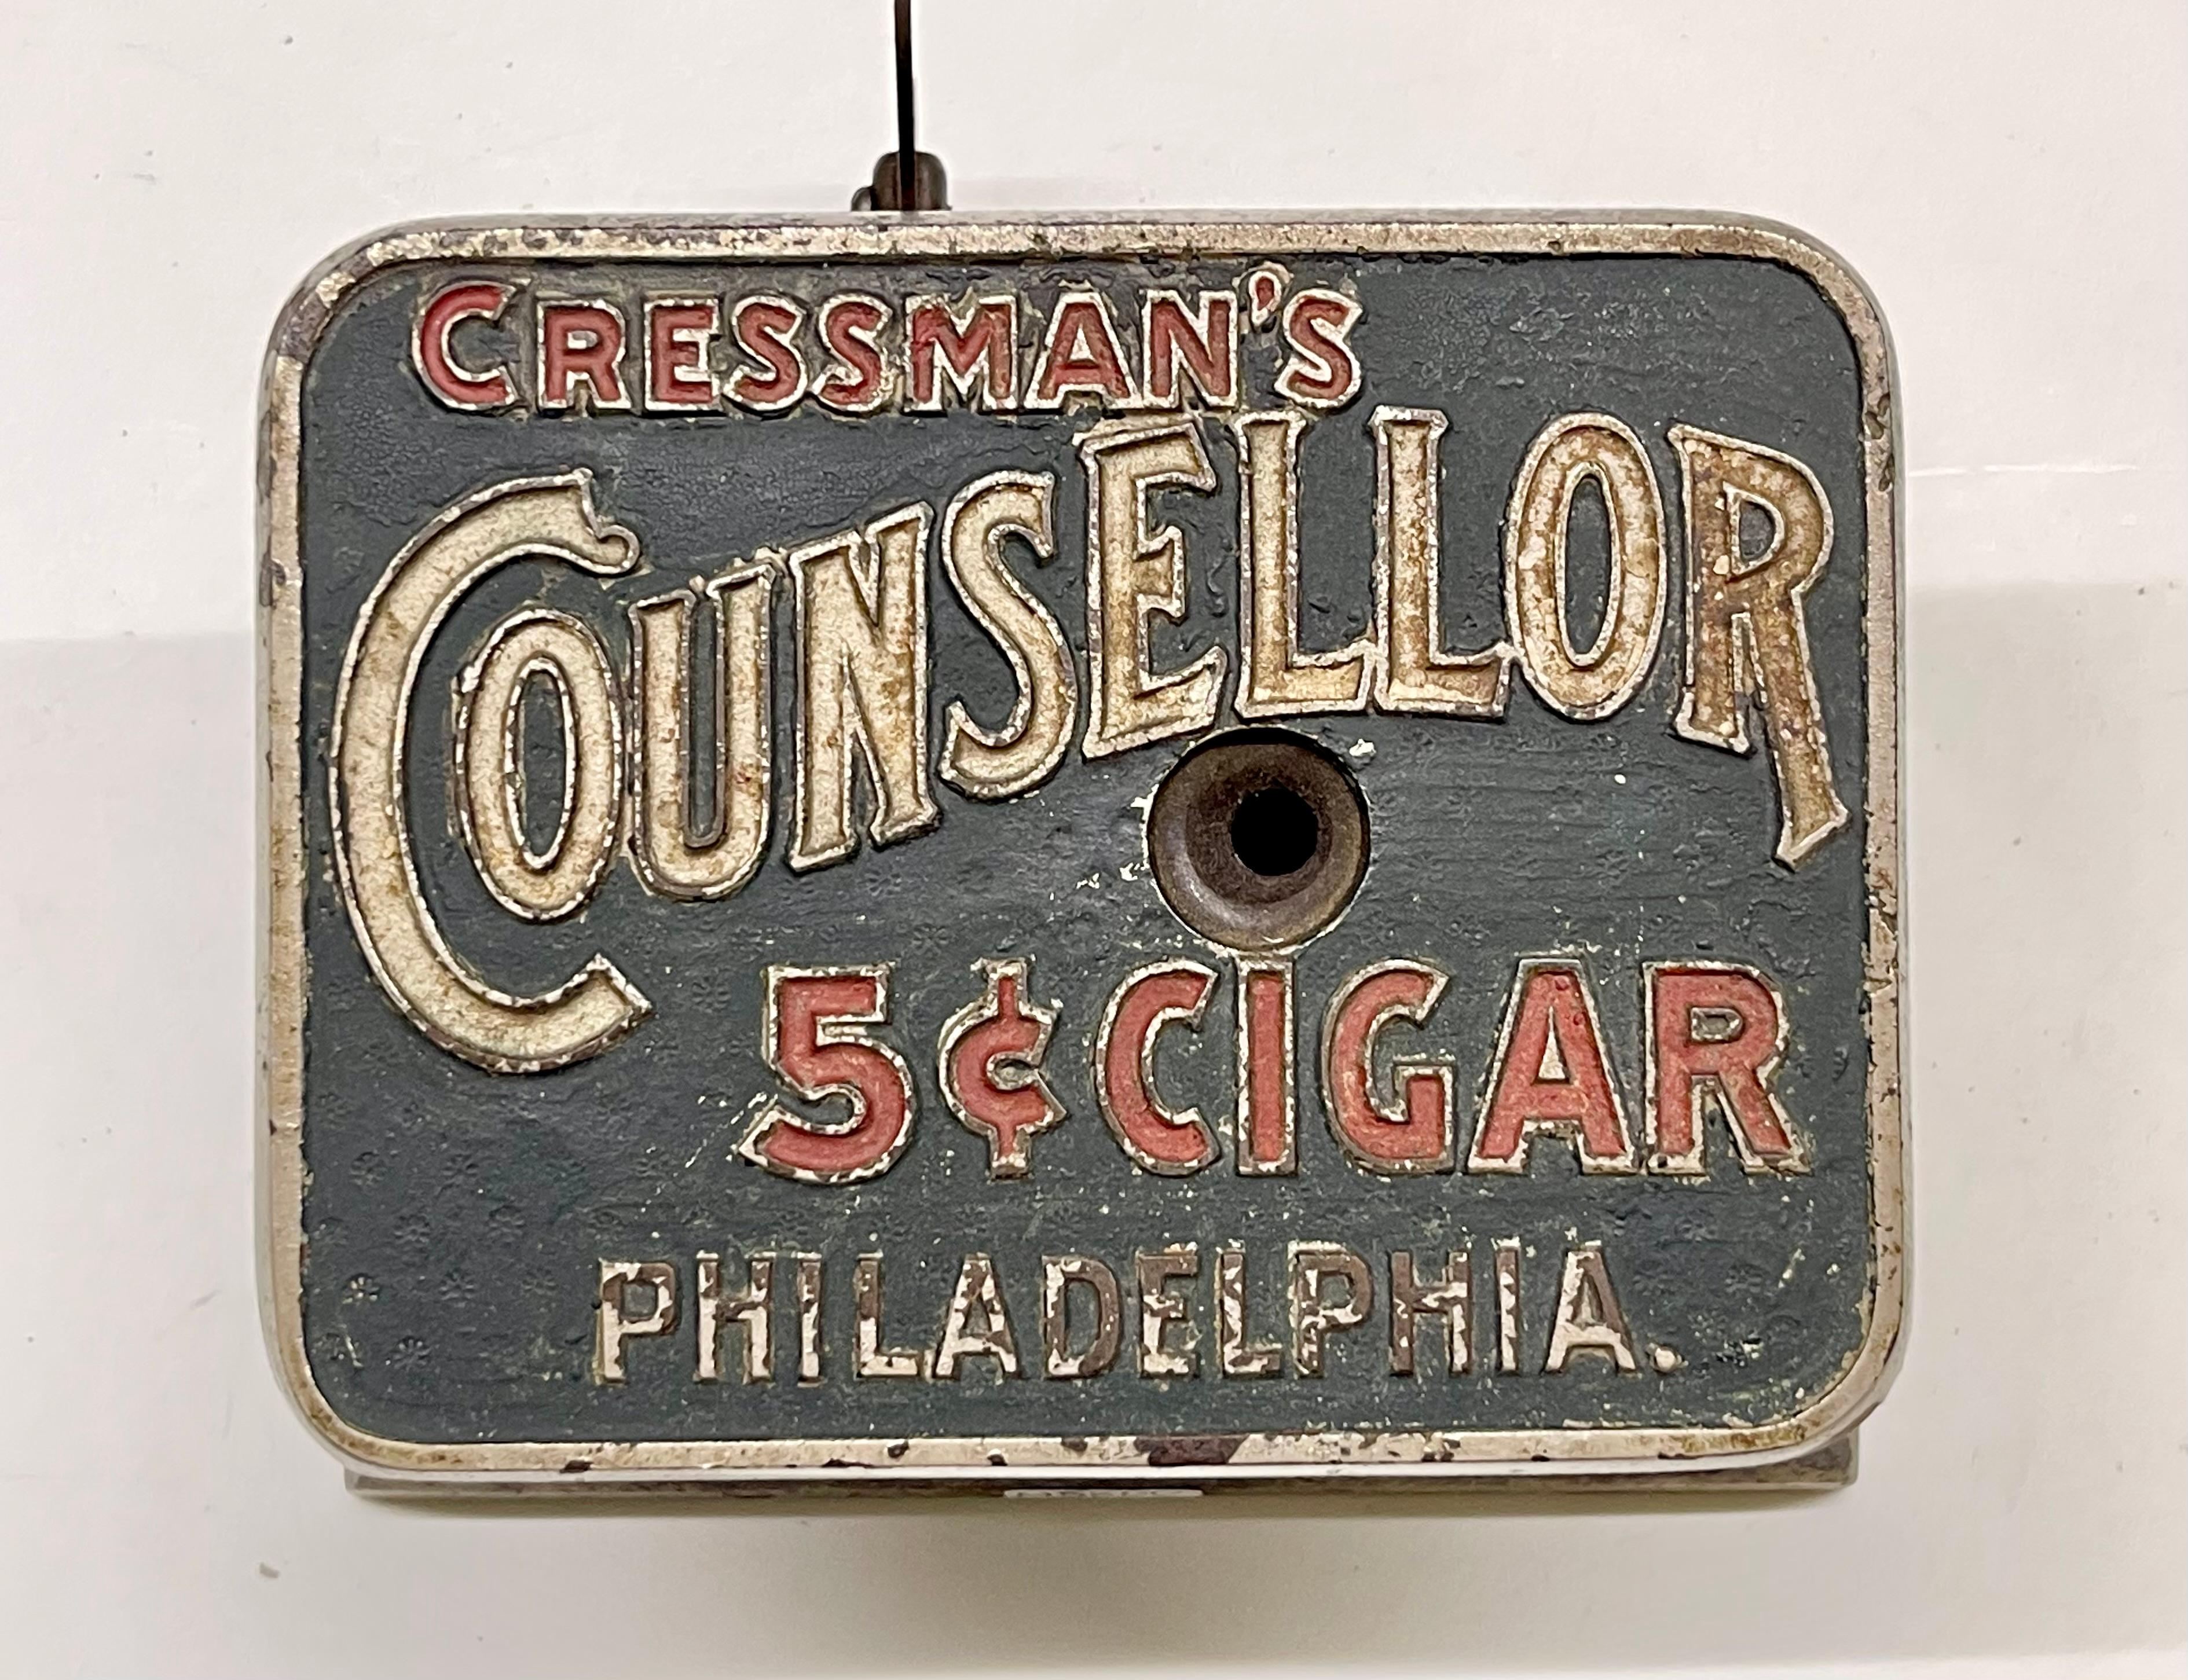 CRESSMAN'S
COUNSELLOR
5¢ CIGAR
PHILADELPHIA.